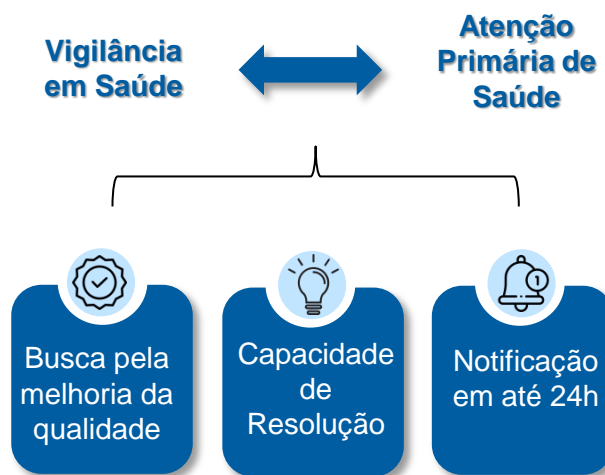 Vigilância
em Saúde
Atenção
Primária de
Saúde
Busca pela
melhoria da
qualidade
Capacidade
de
Resolução
1
Notificação
em até 24h